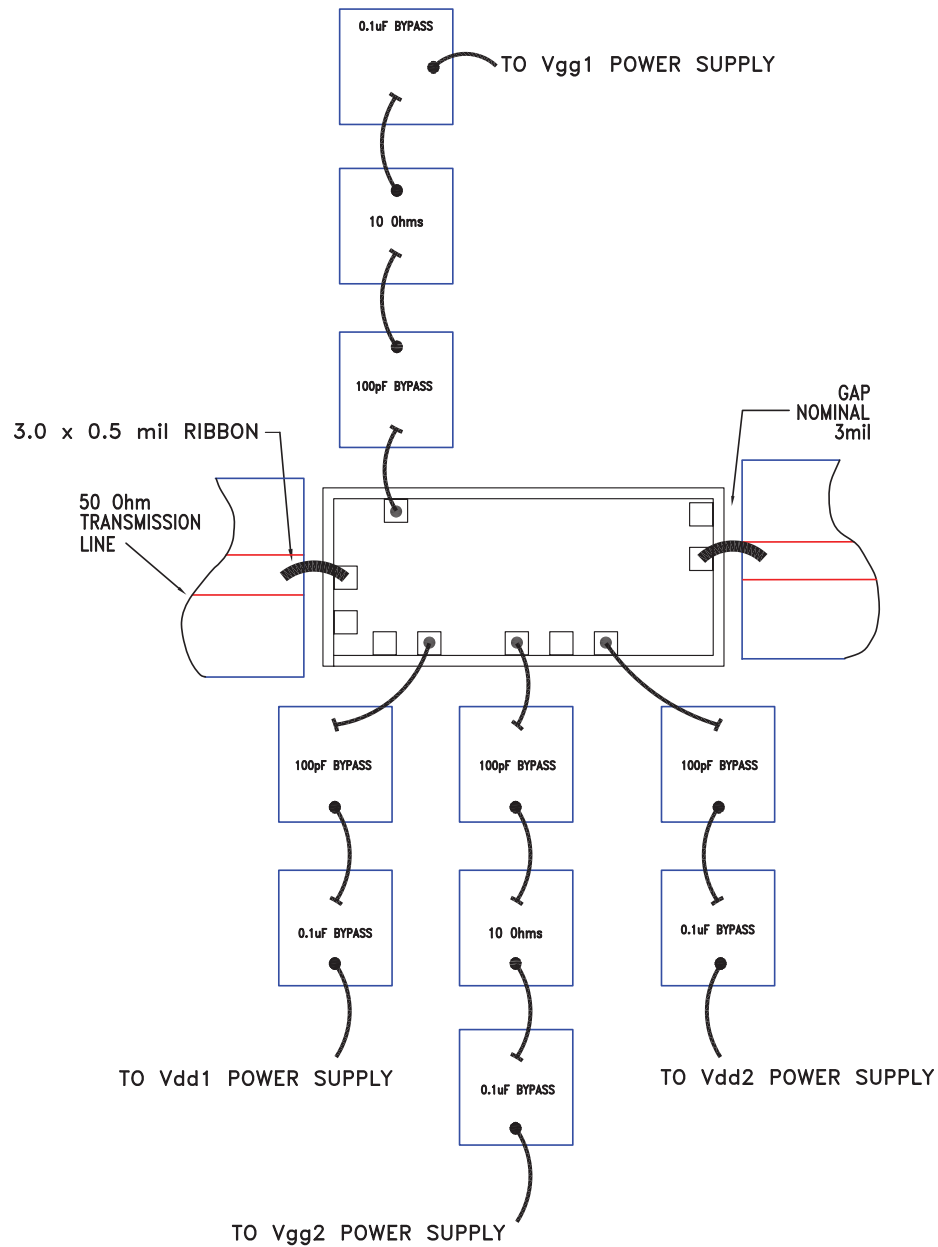 0.1uF BYPASS
TO Vgg1 POWER SUPPLY
10 Ohms
100pF BYPASS
GAP
NOMINAL
3mil
3.0 x 0.5 mil RIBBON
50 Ohm
TRANSMISSION
LINE
100pF BYPASS
100pF BYPASS
100pF BYPASS
0.1uF BYPASS
10 Ohms
0.1uF BYPASS
TO Vdd1 POWER SUPPLY
TO Vdd2 POWER SUPPLY
0.1uF BYPASS
TO Vgg2 POWER SUPPLY